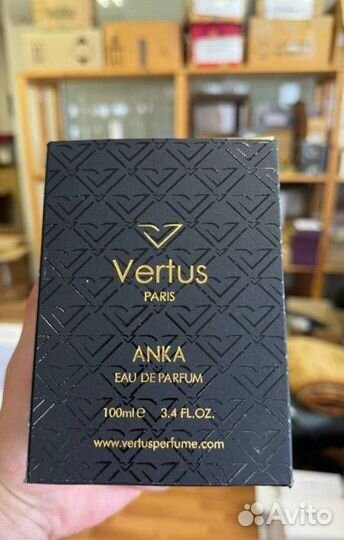 Vertus
PARIS
ANKA
EAU DE PARFUM
100ml e 3.4 FL.OZ.
www.vertusperfume.com
Avito